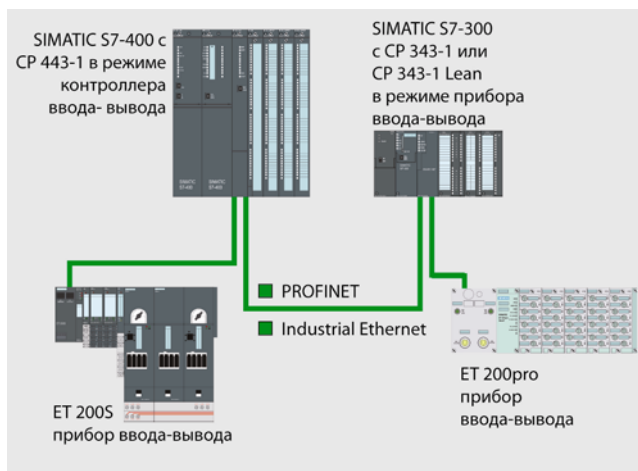 SIMATIC S7-400 с
CP 443-1 в режиме
контроллера
ввода- вывода
SIMATIC S7-300
с CP 343-1 или
CP 343-1 Lean
в режиме прибора
ввода-вывода
SIMATIC
S7-400
SIMATIC
S7-400
PROFINET
Industrial Ethernet
ET 200S
прибор ввода-вывода
ET 200pro
прибор
ввода-вывода